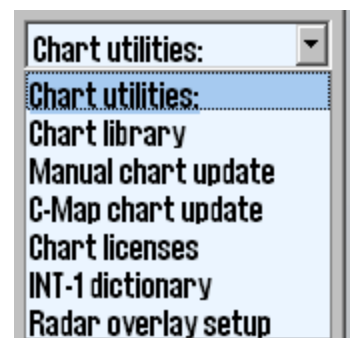 Chart utilities:
Chart utilities:
Chart library
Manual chart update
C-Map chart update
Chart licenses
INT-1 dictionary
Radar overlay setup